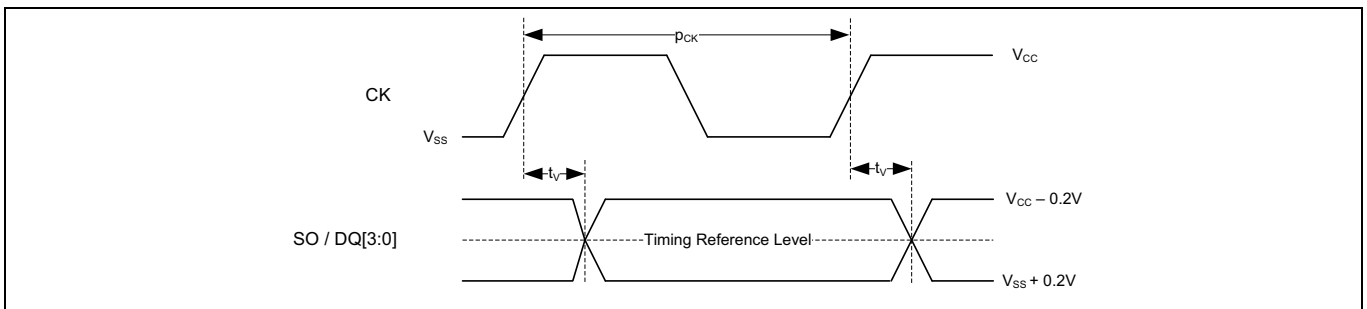 pCK
VCC
CK
VSS
tV
tV
VCC – 0.2V
SO / DQ[3:0]
Timing Reference Level
VSS + 0.2V